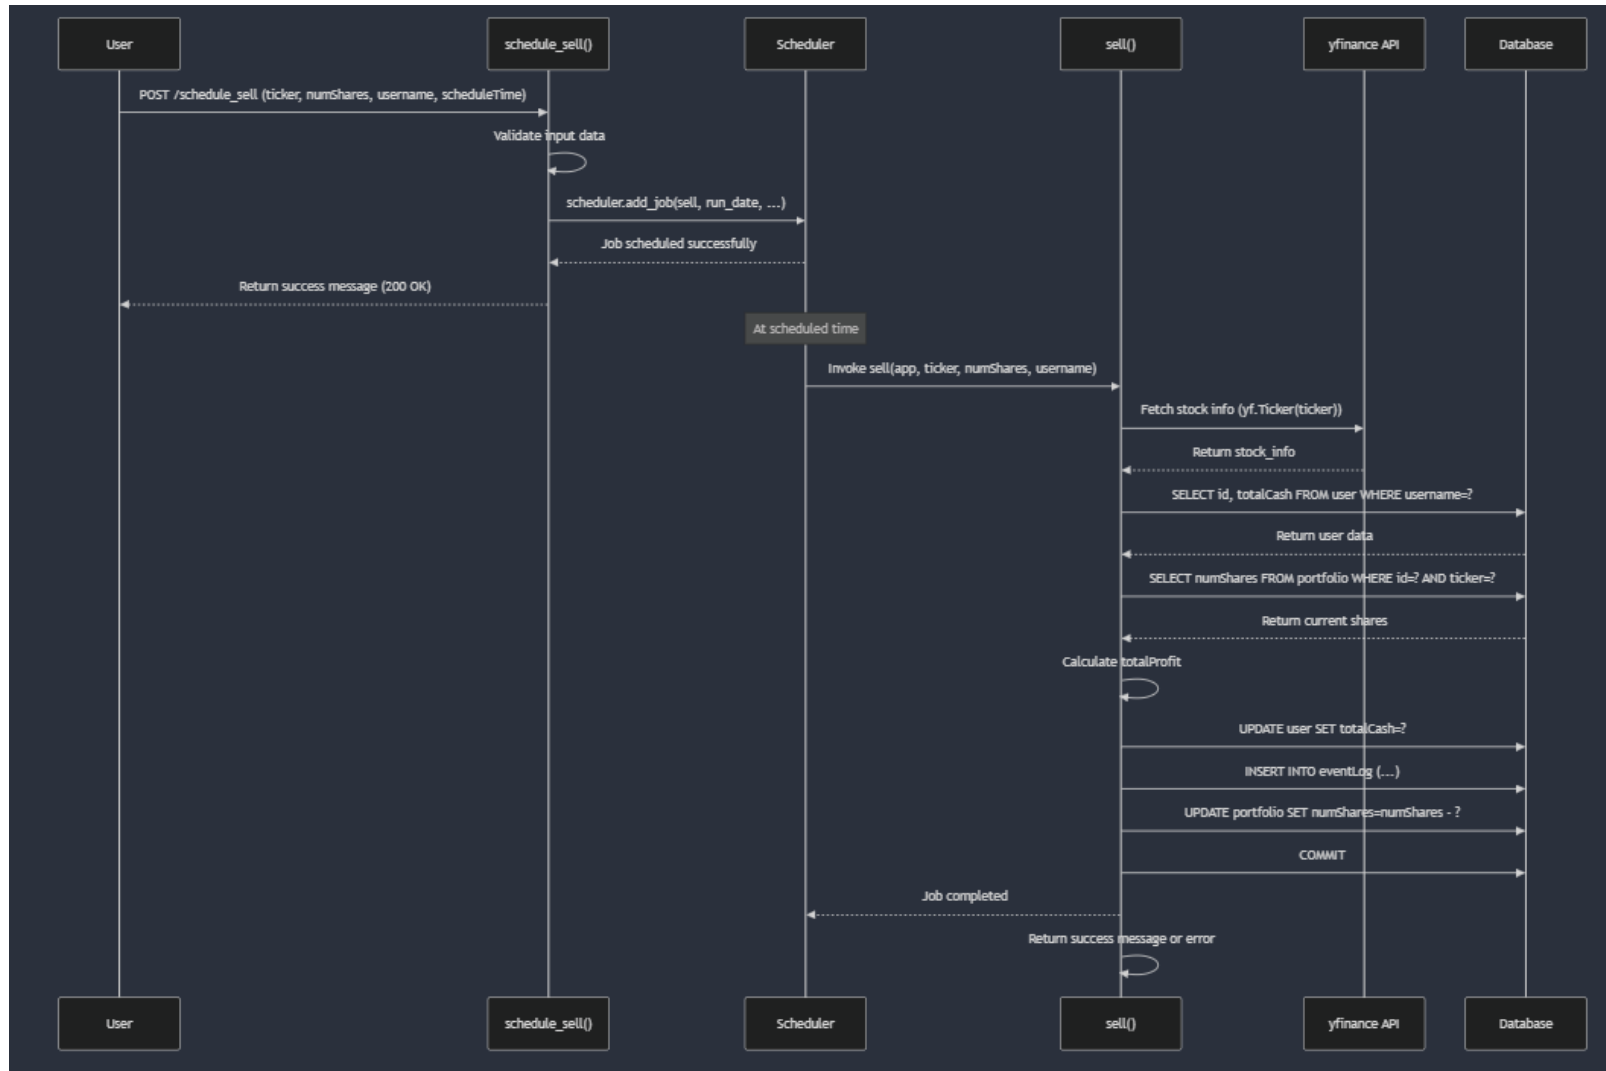 User
schedule_sell()
Scheduler
sell()
yfinance API
Database
POST /schedule_sell (ticker, numShares, username, scheduleTime)
Validate input data
scheduler.add_job(sell, run_date, ...)
Job scheduled successfully
Return success message (200 OK)
At scheduled time
Invoke sell(app, ticker, numShares, username)
Fetch stock info (yf.Ticker(ticker))
Return stock_info
SELECT id, totalCash FROM user WHERE username=?
Return user data
SELECT numShares FROM portfolio WHERE id=? AND ticker=?
Return current shares
Calculate totalProfit
UPDATE user SET totalCash=?
INSERT INTO eventLog (...)
UPDATE portfolio SET numShares=numShares - ?
COMMIT
Job completed
Return success message or error
User
schedule_sell()
Scheduler
sell()
yfinance API
Database